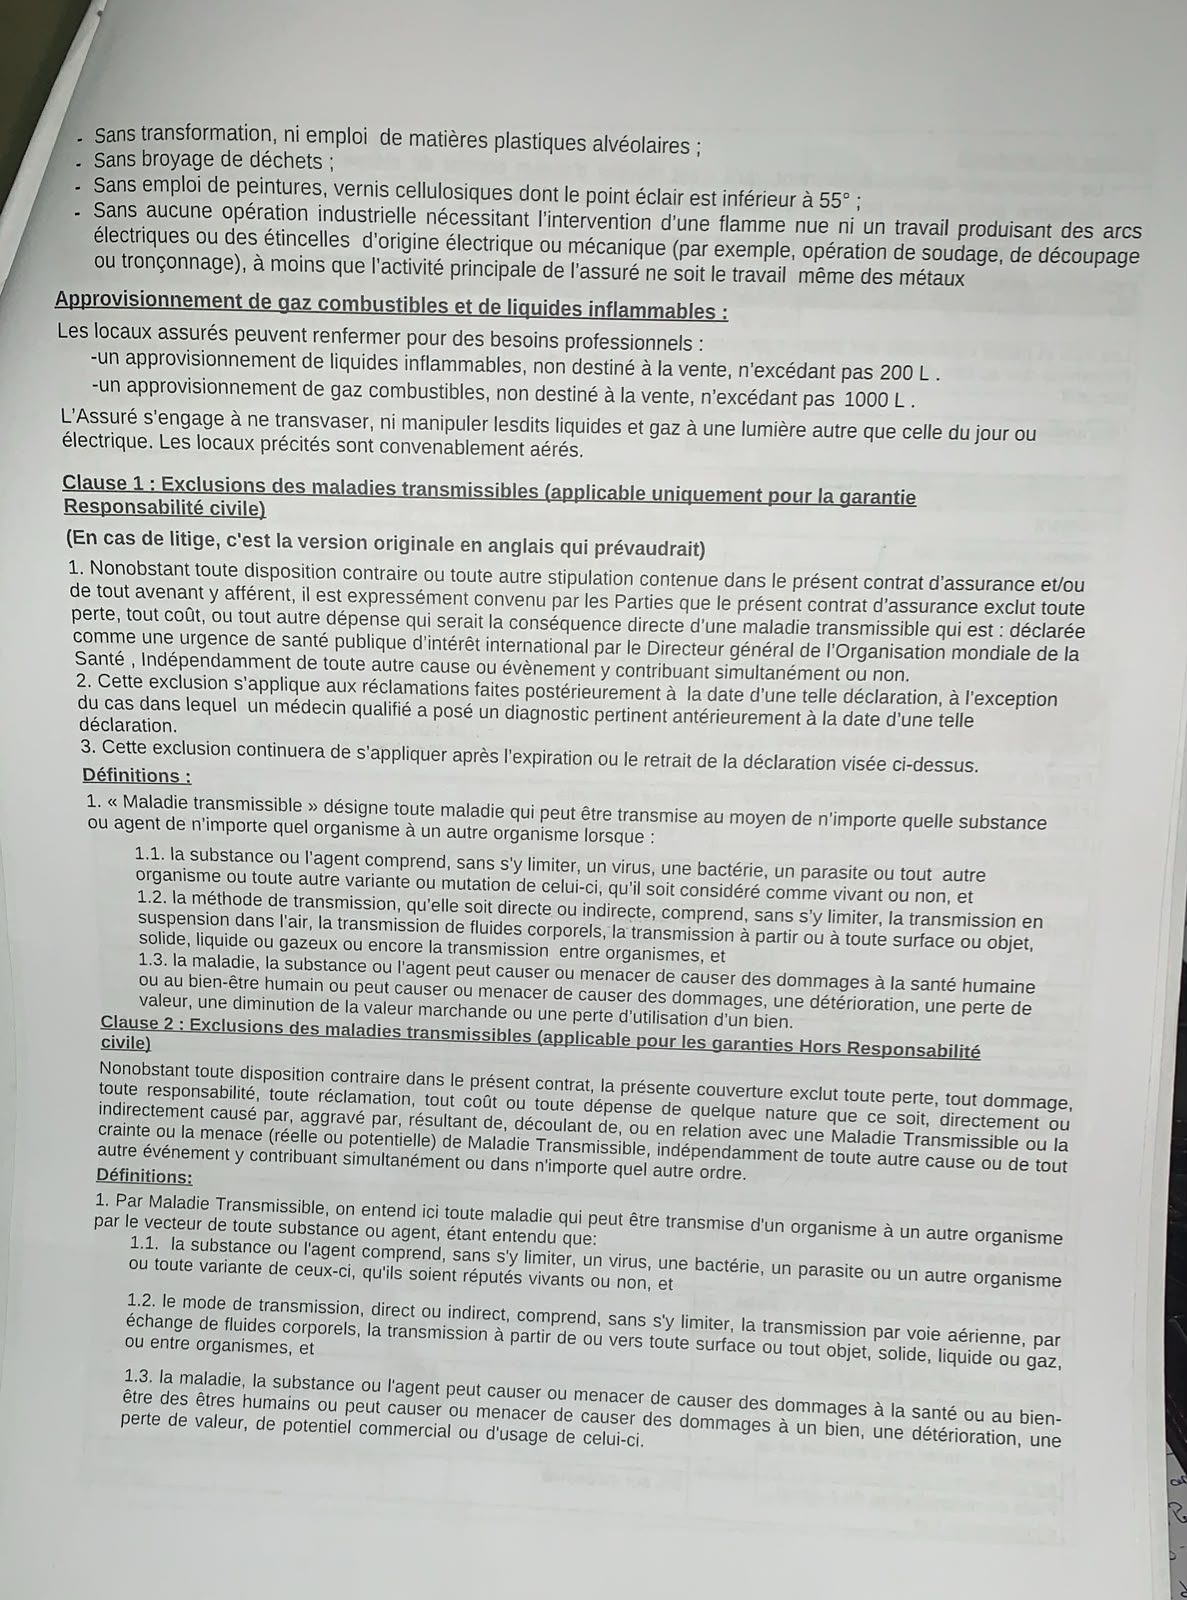 - Sans transformation, ni emploi de matières plastiques alvéolaires ;
- Sans broyage de déchets ;
- Sans emploi de peintures, vernis cellulosiques dont le point éclair est inférieur à 55° ;
- Sans aucune opération industrielle nécessitant l'intervention d'une flamme nue ni un travail produisant des arcs
électriques ou des étincelles d'origine électrique ou mécanique (par exemple, opération de soudage, de découpage
ou tronçonnage), à moins que l'activité principale de l'assuré ne soit le travail même des métaux
Approvisionnement de gaz combustibles et de liquides inflammables :
Les locaux assurés peuvent renfermer pour des besoins professionnels :
-un approvisionnement de liquides inflammables, non destiné à la vente, n'excédant pas 200 L .
-un approvisionnement de gaz combustibles, non destiné à la vente, n'excédant pas 1000 L .
L'Assuré s'engage à ne transvaser, ni manipuler lesdits liquides et gaz à une lumière autre que celle du jour ou
électrique. Les locaux précités sont convenablement aérés.
Clause 1 : Exclusions des maladies transmissibles (applicable uniquement pour la garantie
Responsabilité civile)
(En cas de litige, c'est la version originale en anglais qui prévaudrait)
1. Nonobstant toute disposition contraire ou toute autre stipulation contenue dans le présent contrat d'assurance et/ou
de tout avenant y afférent, il est expressément convenu par les Parties que le présent contrat d'assurance exclut toute
perte, tout coût, ou tout autre dépense qui serait la conséquence directe d'une maladie transmissible qui est : déclarée
comme une urgence de santé publique d'intérêt international par le Directeur général de l'Organisation mondiale de la
Santé , Indépendamment de toute autre cause ou évènement y contribuant simultanément ou non.
2. Cette exclusion s'applique aux réclamations faites postérieurement à la date d'une telle déclaration, à l'exception
du cas dans lequel un médecin qualifié a posé un diagnostic pertinent antérieurement à la date d'une telle
déclaration.
3. Cette exclusion continuera de s'appliquer après l'expiration ou le retrait de la déclaration visée ci-dessus.
Définitions :
1. « Maladie transmissible » désigne toute maladie qui peut être transmise au moyen de n'importe quelle substance
ou agent de n'importe quel organisme à un autre organisme lorsque :
1.1. la substance ou l'agent comprend, sans s'y limiter, un virus, une bactérie, un parasite ou tout autre
organisme ou toute autre variante ou mutation de celui-ci, qu'il soit considéré comme vivant ou non, et
1.2. la méthode de transmission, qu'elle soit directe ou indirecte, comprend, sans s'y limiter, la transmission en
suspension dans l'air, la transmission de fluides corporels, la transmission à partir ou à toute surface ou objet,
solide, liquide ou gazeux ou encore la transmission entre organismes, et
1.3. la maladie, la substance ou l'agent peut causer ou menacer de causer des dommages à la santé humaine
ou au bien-être humain ou peut causer ou menacer de causer des dommages, une détérioration, une perte de
valeur, une diminution de la valeur marchande ou une perte d'utilisation d'un bien.
Clause 2 : Exclusions des maladies transmissibles (applicable pour les garanties Hors Responsabilité
civile)
Nonobstant toute disposition contraire dans le présent contrat, la présente couverture exclut toute perte, tout dommage,
toute responsabilité, toute réclamation, tout coût ou toute dépense de quelque nature que ce soit, directement ou
indirectement causé par, aggravé par, résultant de, découlant de, ou en relation avec une Maladie Transmissible ou la
crainte ou la menace (réelle ou potentielle) de Maladie Transmissible, indépendamment de toute autre cause ou de tout
autre événement y contribuant simultanément ou dans n'importe quel autre ordre.
Définitions:
1. Par Maladie Transmissible, on entend ici toute maladie qui peut être transmise d'un organisme à un autre organisme
par le vecteur de toute substance ou agent, étant entendu que:
1.1. la substance ou l'agent comprend, sans s'y limiter, un virus, une bactérie, un parasite ou un autre organisme
ou toute variante de ceux-ci, qu'ils soient réputés vivants ou non, et
1.2. le mode de transmission, direct ou indirect, comprend, sans s'y limiter, la transmission par voie aérienne, par
échange de fluides corporels, la transmission à partir de ou vers toute surface ou tout objet, solide, liquide ou gaz,
ou entre organismes, et
1.3. la maladie, la substance ou l'agent peut causer ou menacer de causer des dommages à la santé ou au bien-
être des êtres humains ou peut causer ou menacer de causer des dommages à un bien, une détérioration, une
perte de valeur, de potentiel commercial ou d'usage de celui-ci.